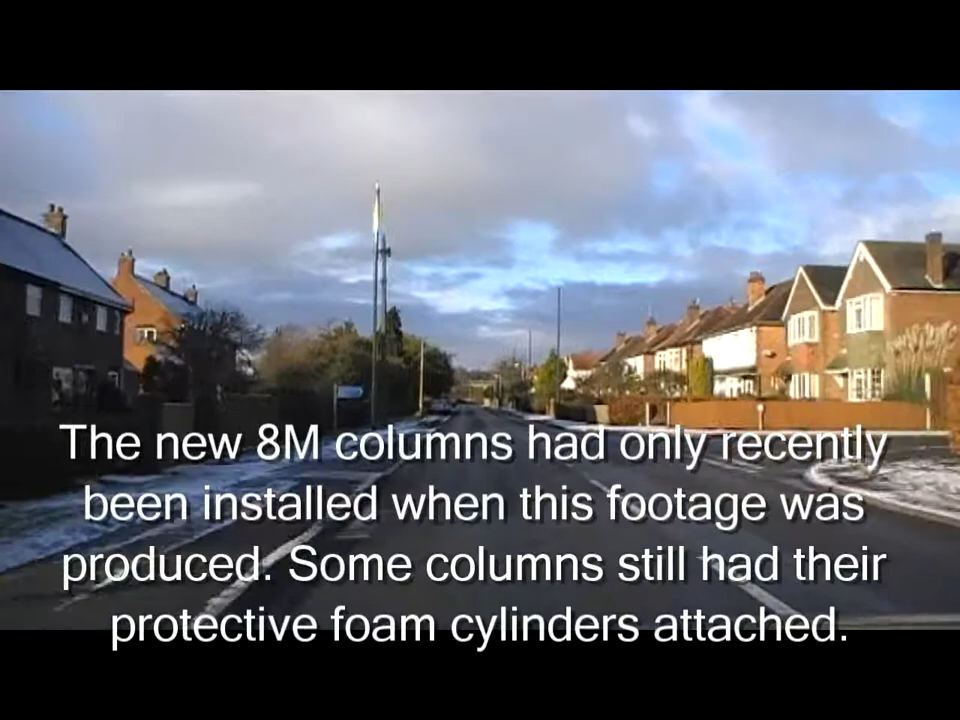 The new 8M columns had only recently
been installed when this footage was
produced. Some columns still had their
protective foam cylinders attached.